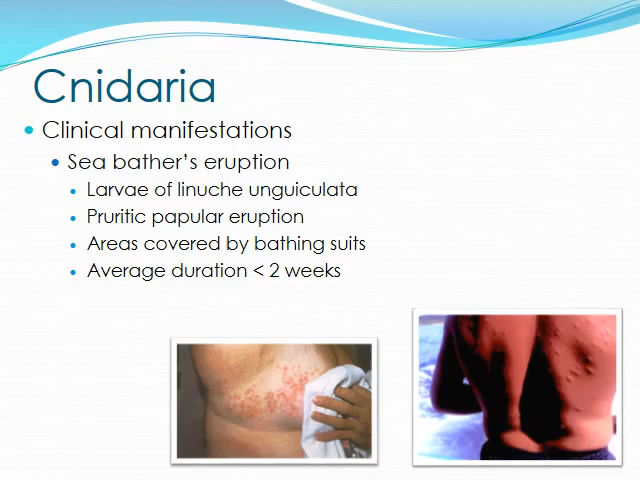 Cnidaria
Clinical manifestations
Sea bather’s eruption
Larvae of linuche unguiculata
Pruritic papular eruption
Areas covered by bathing suits
Average duration < 2 weeks